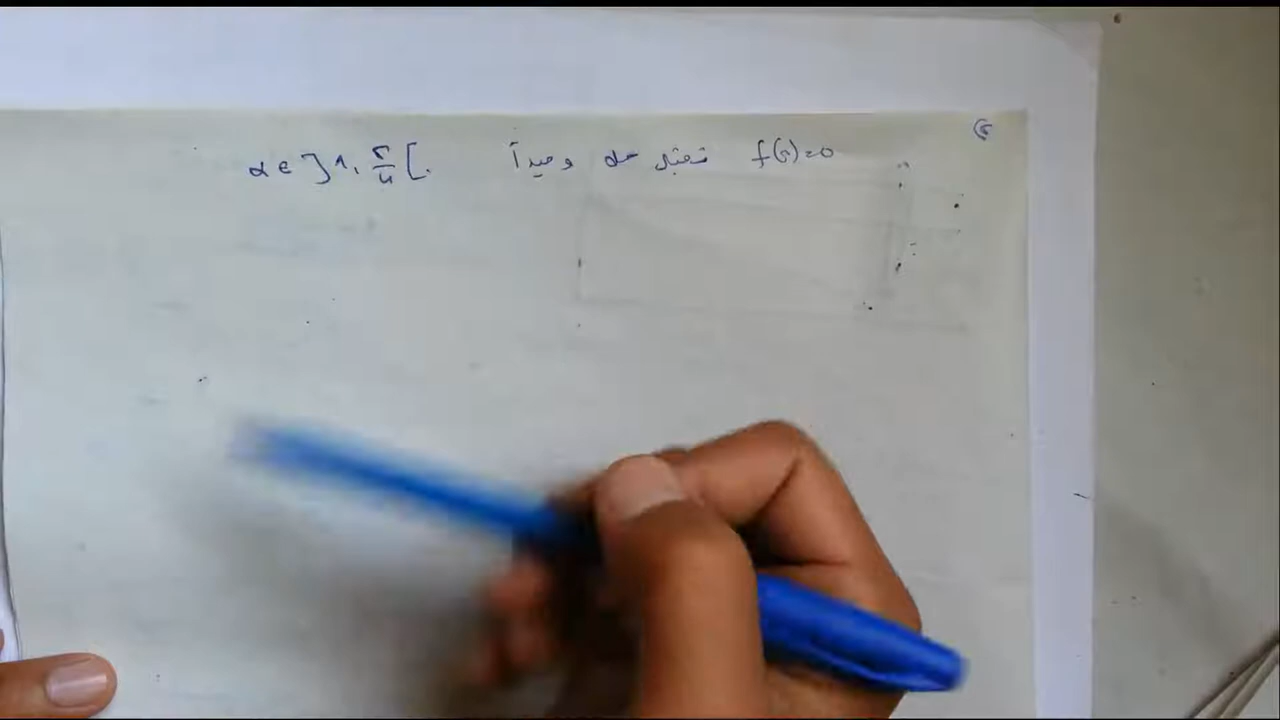 f(x)=0 تقبل حلا وحيدا α ∈ ]1, 5/4[.